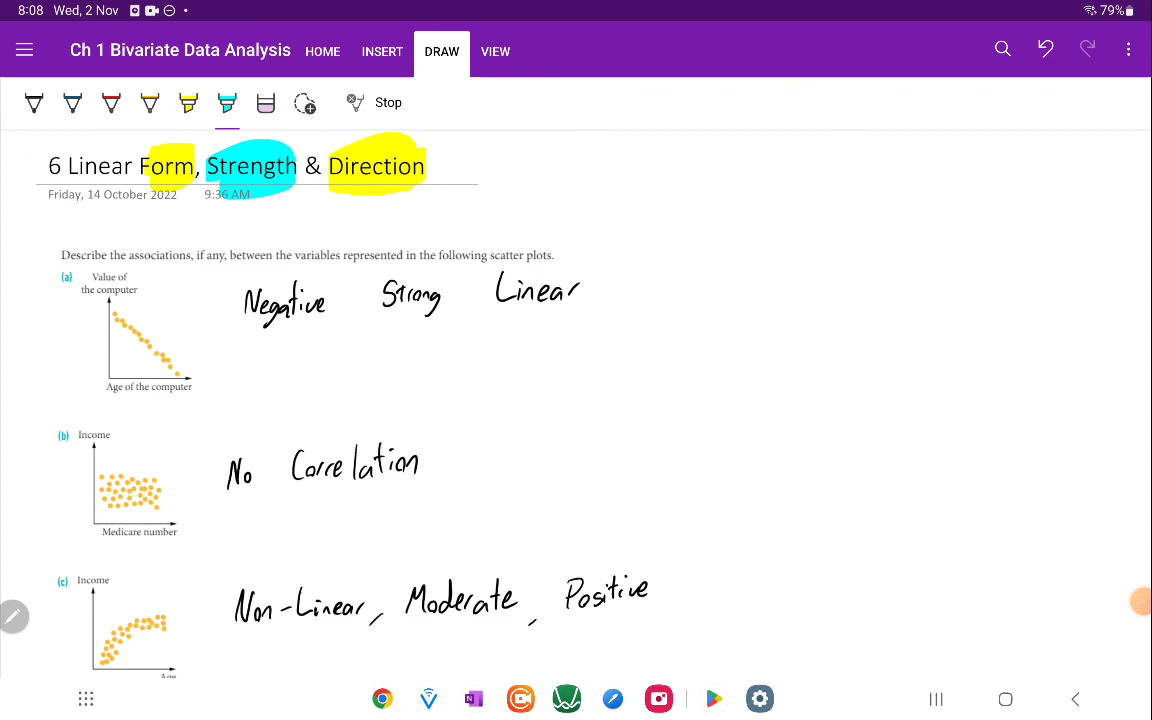 8:08 Wed, 2 Nov 79%
Ch 1 Bivariate Data Analysis HOME INSERT DRAW VIEW
Stop
6 Linear Form, Strength & Direction
Friday, 14 October 2022 9:36 AM
Describe the associations, if any, between the variables represented in the following scatter plots.
(a) Value of
the computer
Negative Strong Linear
Age of the computer
(b) Income
No Correlation
Medicare number
(c) Income
Non-Linear, Moderate, Positive